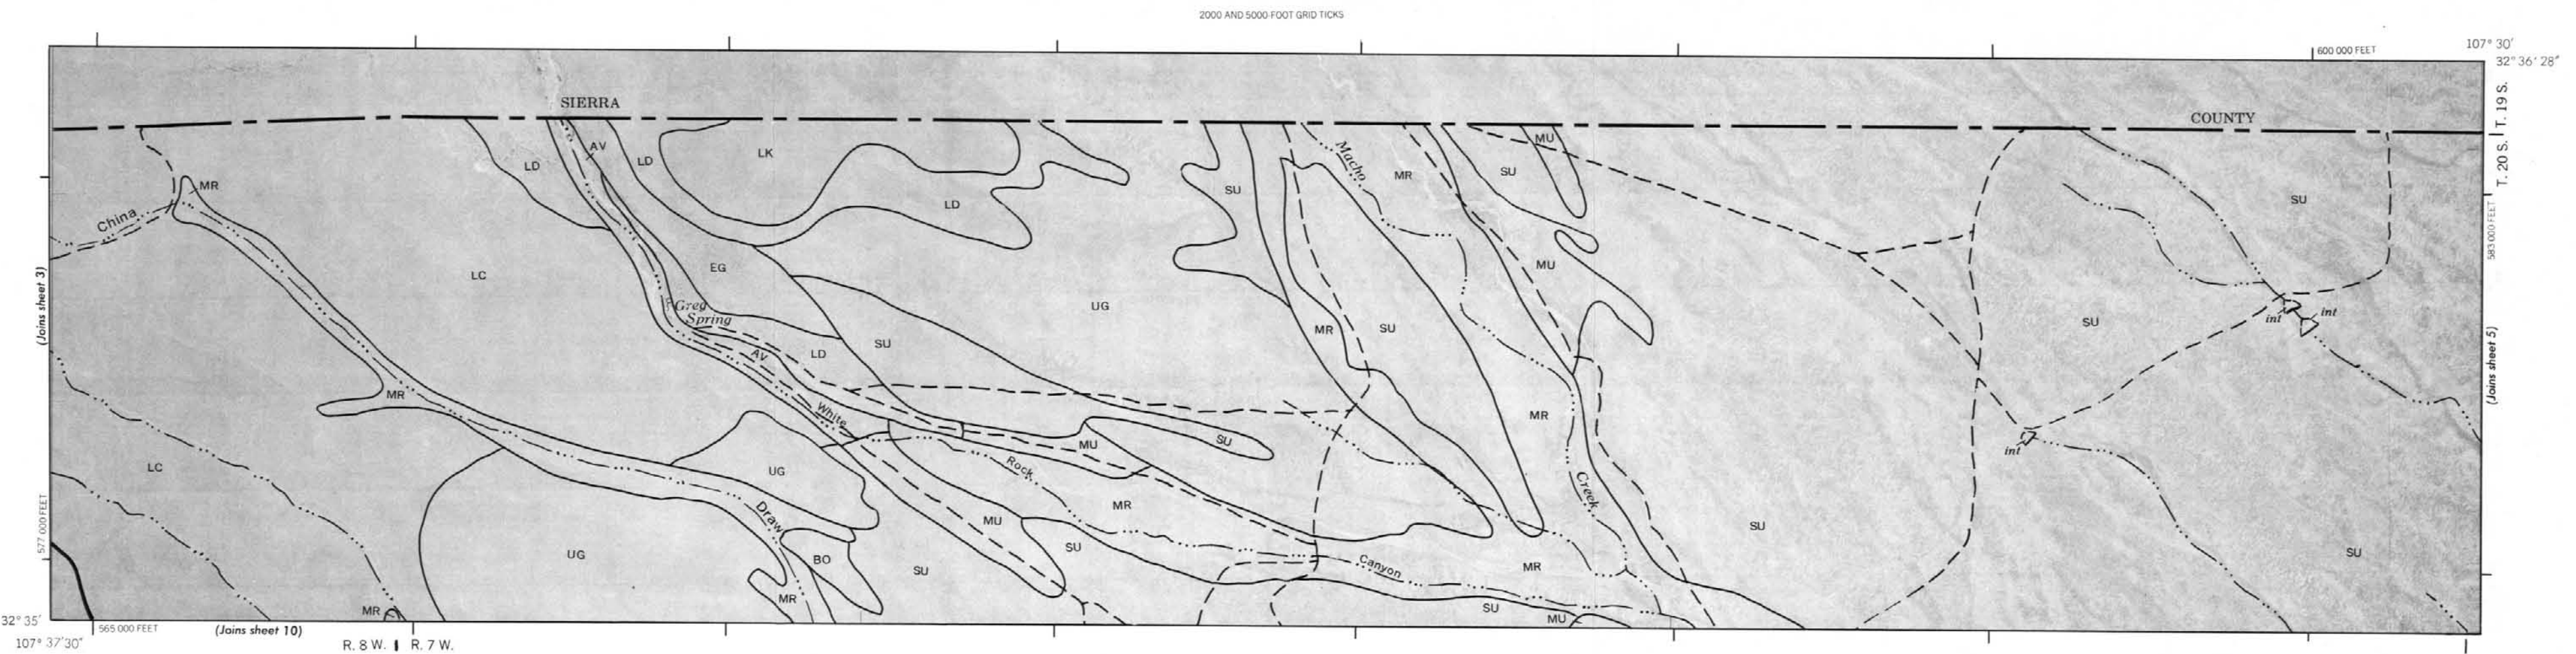 2000 AND 5000-FOOT GRID TICKS
600 000 FEET
107° 30′
32° 36′ 28″
T. 20 S. | T. 19 S.
583 000 FEET
(Joins sheet 5)
(Joins sheet 3)
577 000 FEET
SIERRA
COUNTY
AV
LD
LD
LK
LD
MR
China
LC
EG
Greg
Spring
LD
AV
SU
UG
SU
Macho
MR
SU
MU
MU
MR
SU
SU
SU
int
int
int
MR
White
MU
SU
MR
Creek
LC
UG
Rock
MR
Draw
MU
SU
SU
UG
BO
SU
Canyon
MR
SU
MR
MR
SU
MU
32° 35′
107° 37′30″
565 000 FEET
(Joins sheet 10)
R. 8 W. | R. 7 W.